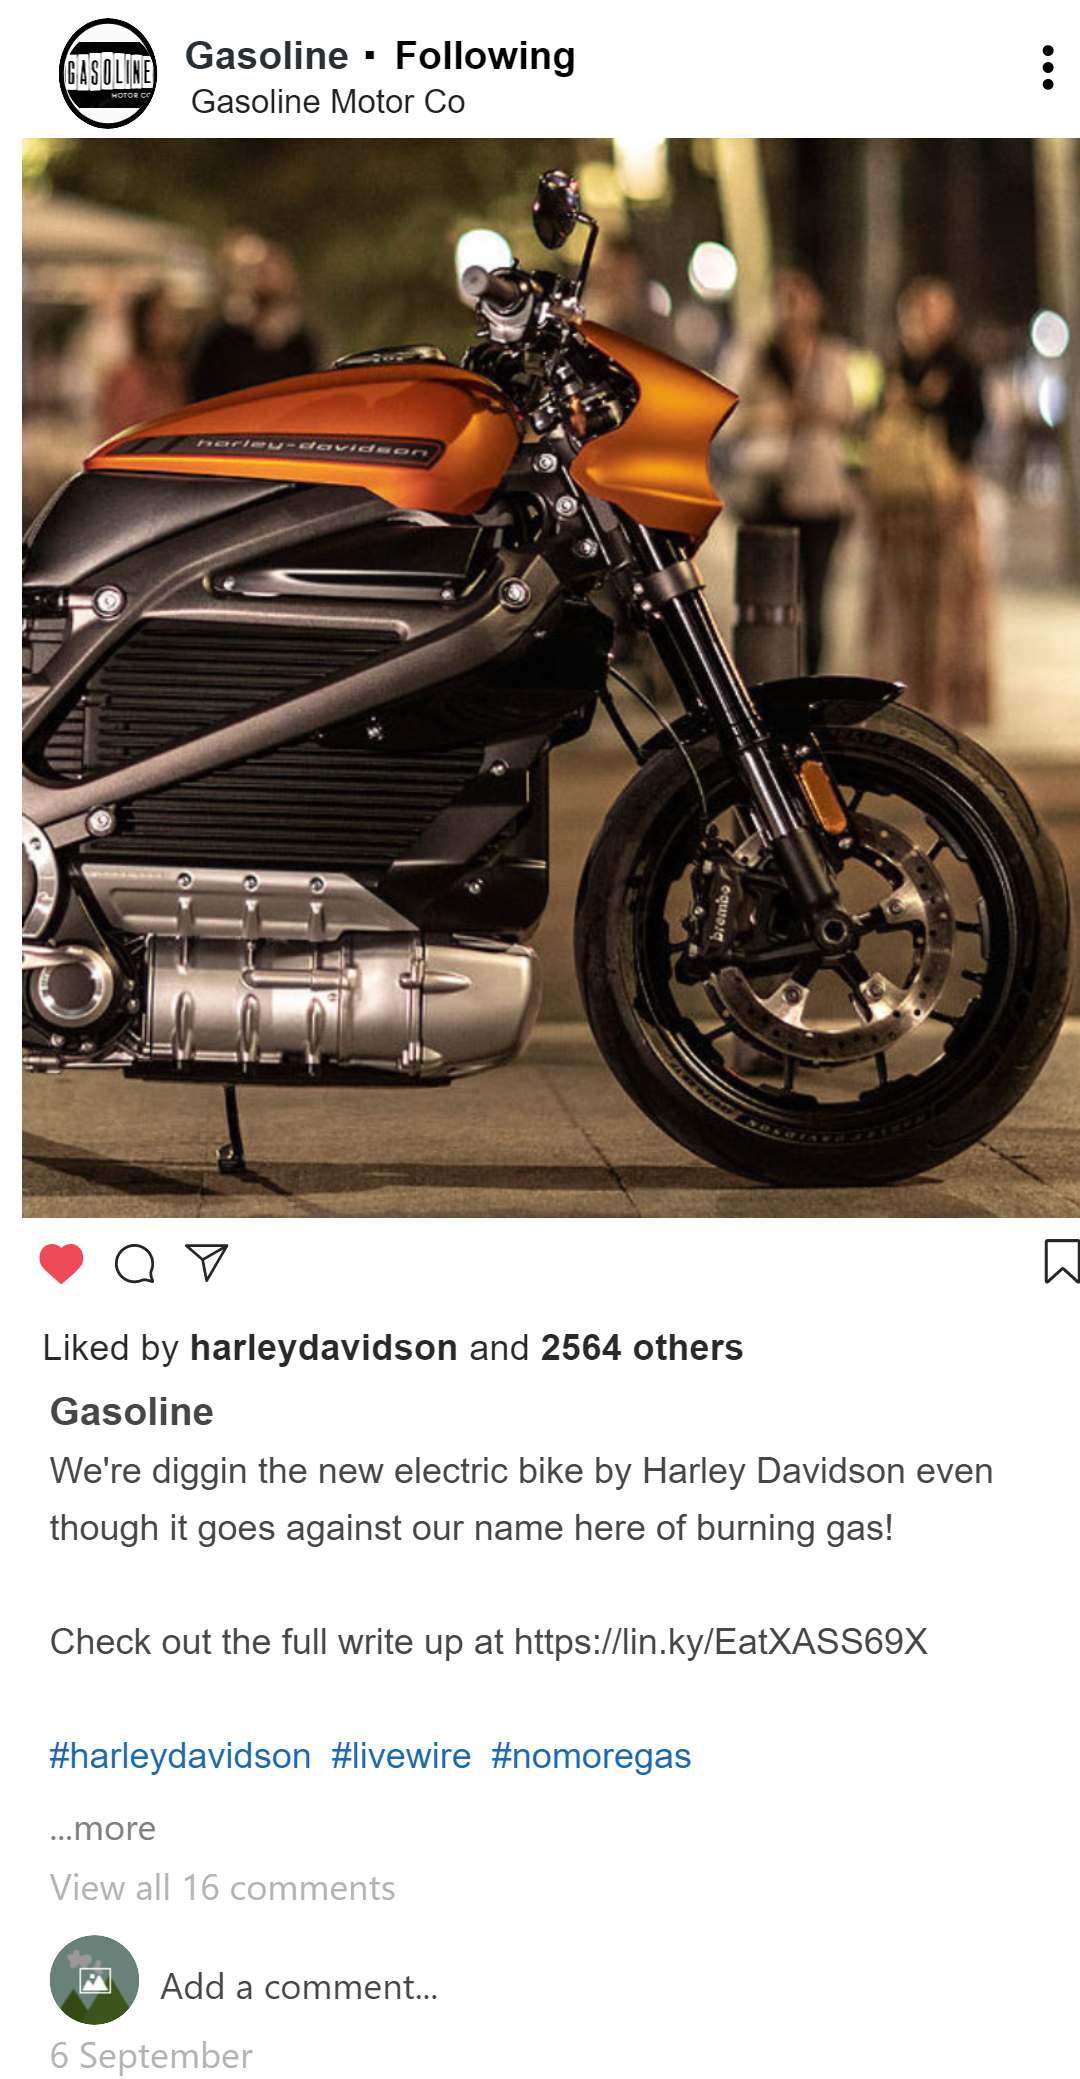 GASOLINE
MOTOR CO
Gasoline · Following
Gasoline Motor Co
harley-davidson
brembo
HARLEY-DAVIDSON
Liked by harleydavidson and 2564 others
Gasoline
We're diggin the new electric bike by Harley Davidson even
though it goes against our name here of burning gas!
Check out the full write up at https://lin.ky/EatXASS69X
#harleydavidson #livewire #nomoregas
...more
View all 16 comments
Add a comment...
6 September